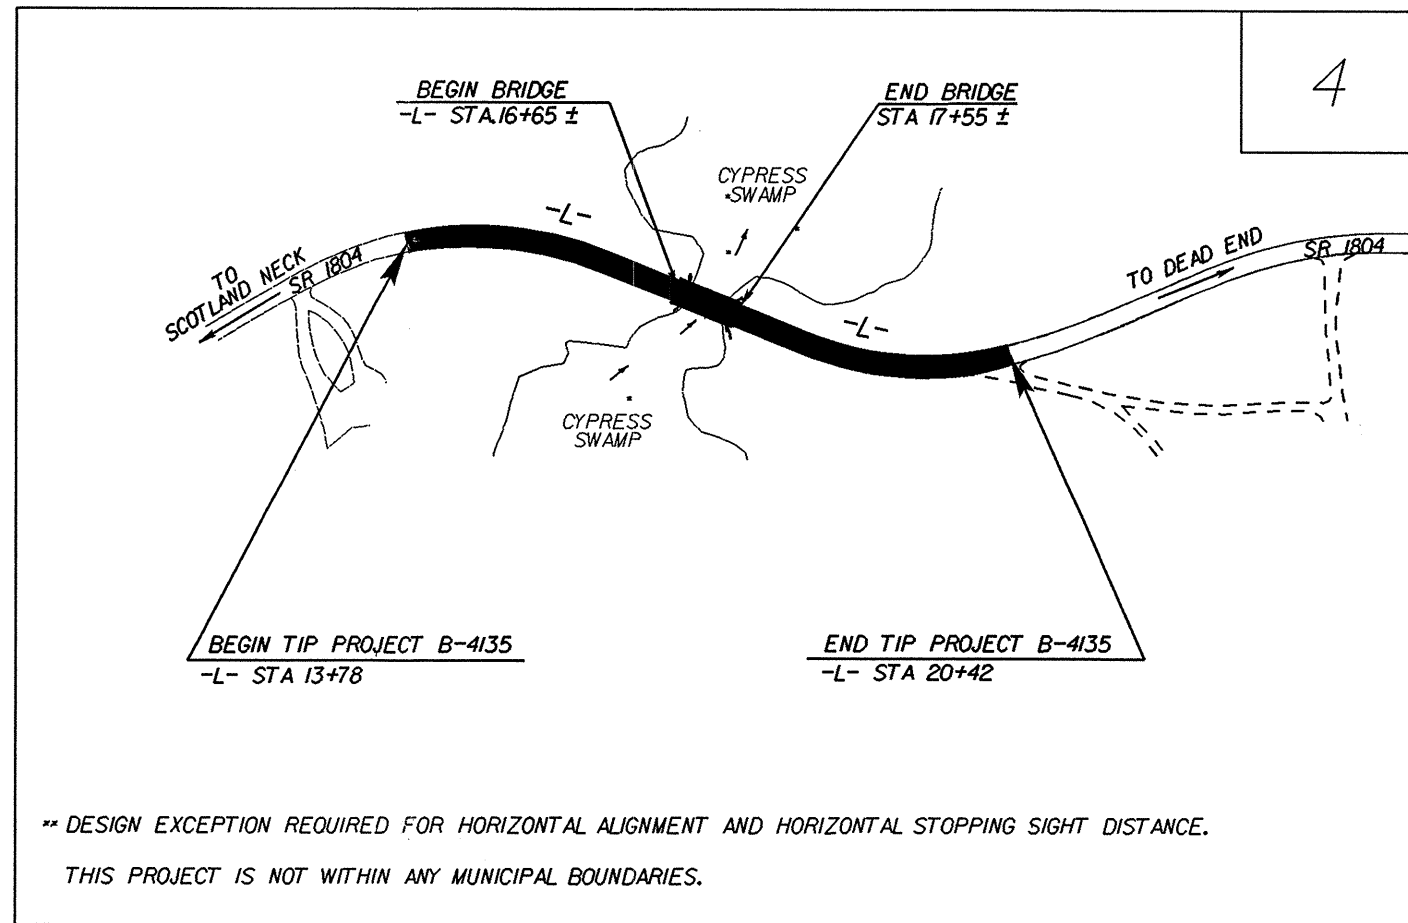 4
BEGIN BRIDGE
-L- STA.16+65 ±
END BRIDGE
STA 17+55 ±
CYPRESS
SWAMP
-L-
TO
SCOTLAND NECK
SR 1804
TO DEAD END
SR 1804
-L-
CYPRESS
SWAMP
BEGIN TIP PROJECT B-4135
-L- STA 13+78
END TIP PROJECT B-4135
-L- STA 20+42
** DESIGN EXCEPTION REQUIRED FOR HORIZONTAL ALIGNMENT AND HORIZONTAL STOPPING SIGHT DISTANCE.
THIS PROJECT IS NOT WITHIN ANY MUNICIPAL BOUNDARIES.